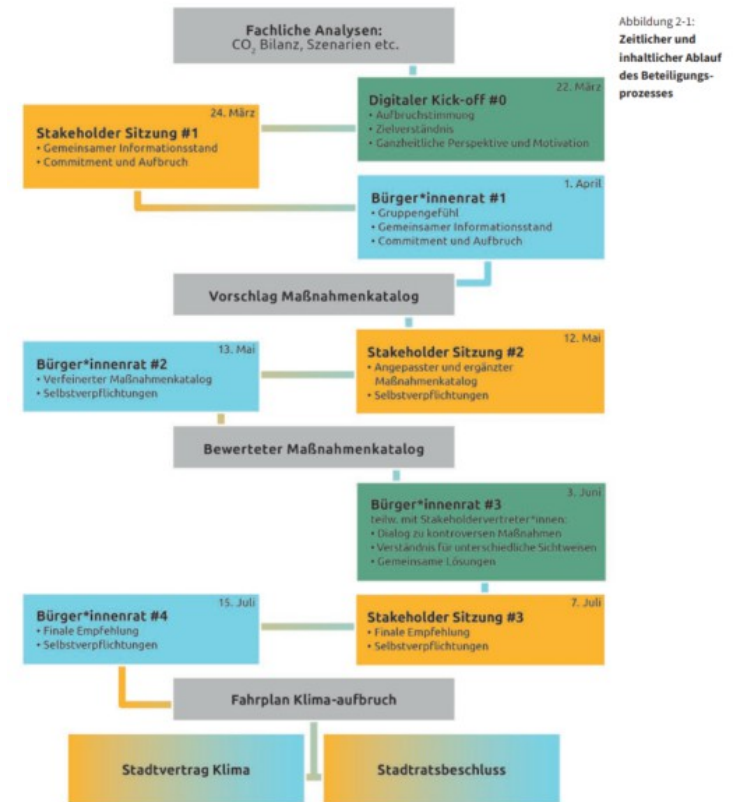 Abbildung 2-1:
Zeitlicher und
inhaltlicher Ablauf
des Beteiligungs-
prozesses
Fachliche Analysen:
CO₂ Bilanz, Szenarien etc.
22. März
Digitaler Kick-off #0
• Aufbruchstimmung
• Zielverständnis
• Ganzheitliche Perspektive und Motivation
24. März
Stakeholder Sitzung #1
• Gemeinsamer Informationsstand
• Commitment und Aufbruch
1. April
Bürger*innenrat #1
• Gruppengefühl
• Gemeinsamer Informationsstand
• Commitment und Aufbruch
Vorschlag Maßnahmenkatalog
12. Mai
Stakeholder Sitzung #2
• Angepasster und ergänzter
Maßnahmenkatalog
• Selbstverpflichtungen
13. Mai
Bürger*innenrat #2
• Verfeinerter Maßnahmenkatalog
• Selbstverpflichtungen
Bewerteter Maßnahmenkatalog
3. Juni
Bürger*innenrat #3
teilw. mit Stakeholdervertreter*innen:
• Dialog zu kontroversen Maßnahmen
• Verständnis für unterschiedliche Sichtweisen
• Gemeinsame Lösungen
7. Juli
Stakeholder Sitzung #3
• Finale Empfehlung
• Selbstverpflichtungen
15. Juli
Bürger*innenrat #4
• Finale Empfehlung
• Selbstverpflichtungen
Fahrplan Klima-aufbruch
Stadtvertrag Klima
Stadtratsbeschluss